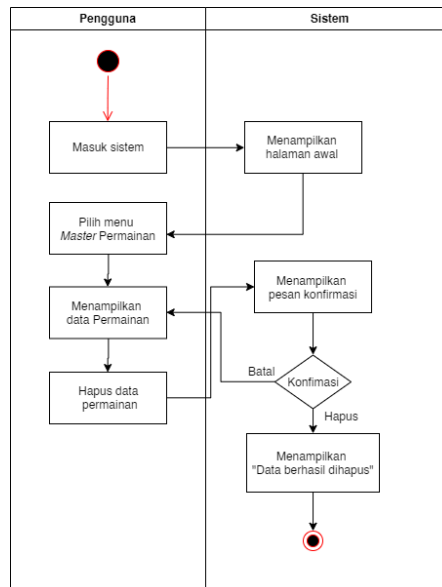 Pengguna
Sistem
Masuk sistem
Menampilkan
halaman awal
Pilih menu
Master Permainan
Menampilkan
data Permainan
Menampilkan
pesan konfirmasi
Batal
Konfimasi
Hapus data
permainan
Hapus
Menampilkan
"Data berhasil dihapus"